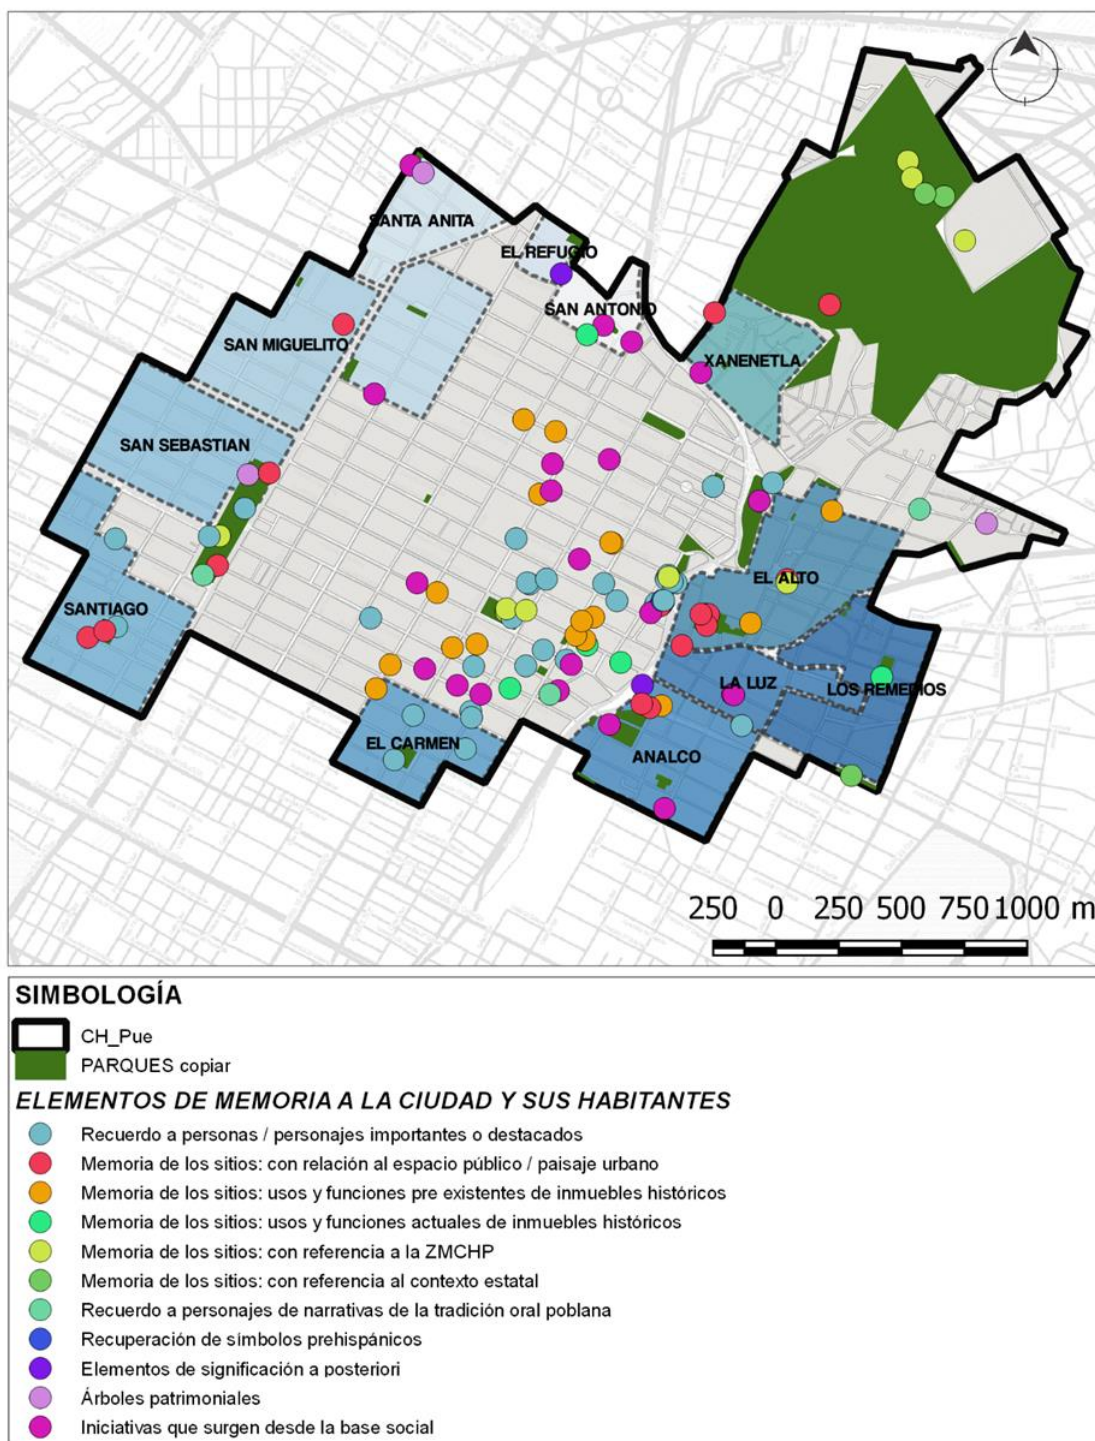 SANTA ANITA
EL REFUGIO
SAN ANTONIO
SAN MIGUELITO
XANENETLA
SAN SEBASTIAN
EL ALTO
SANTIAGO
LA LUZ
LOS REMEDIOS
EL CARMEN
ANALCO
250 0 250 500 750 1000 m
SIMBOLOGÍA
CH_Pue
PARQUES copiar
ELEMENTOS DE MEMORIA A LA CIUDAD Y SUS HABITANTES
Recuerdo a personas / personajes importantes o destacados
Memoria de los sitios: con relación al espacio público / paisaje urbano
Memoria de los sitios: usos y funciones pre existentes de inmuebles históricos
Memoria de los sitios: usos y funciones actuales de inmuebles históricos
Memoria de los sitios: con referencia a la ZMCHP
Memoria de los sitios: con referencia al contexto estatal
Recuerdo a personajes de narrativas de la tradición oral poblana
Recuperación de símbolos prehispánicos
Elementos de significación a posteriori
Árboles patrimoniales
Iniciativas que surgen desde la base social